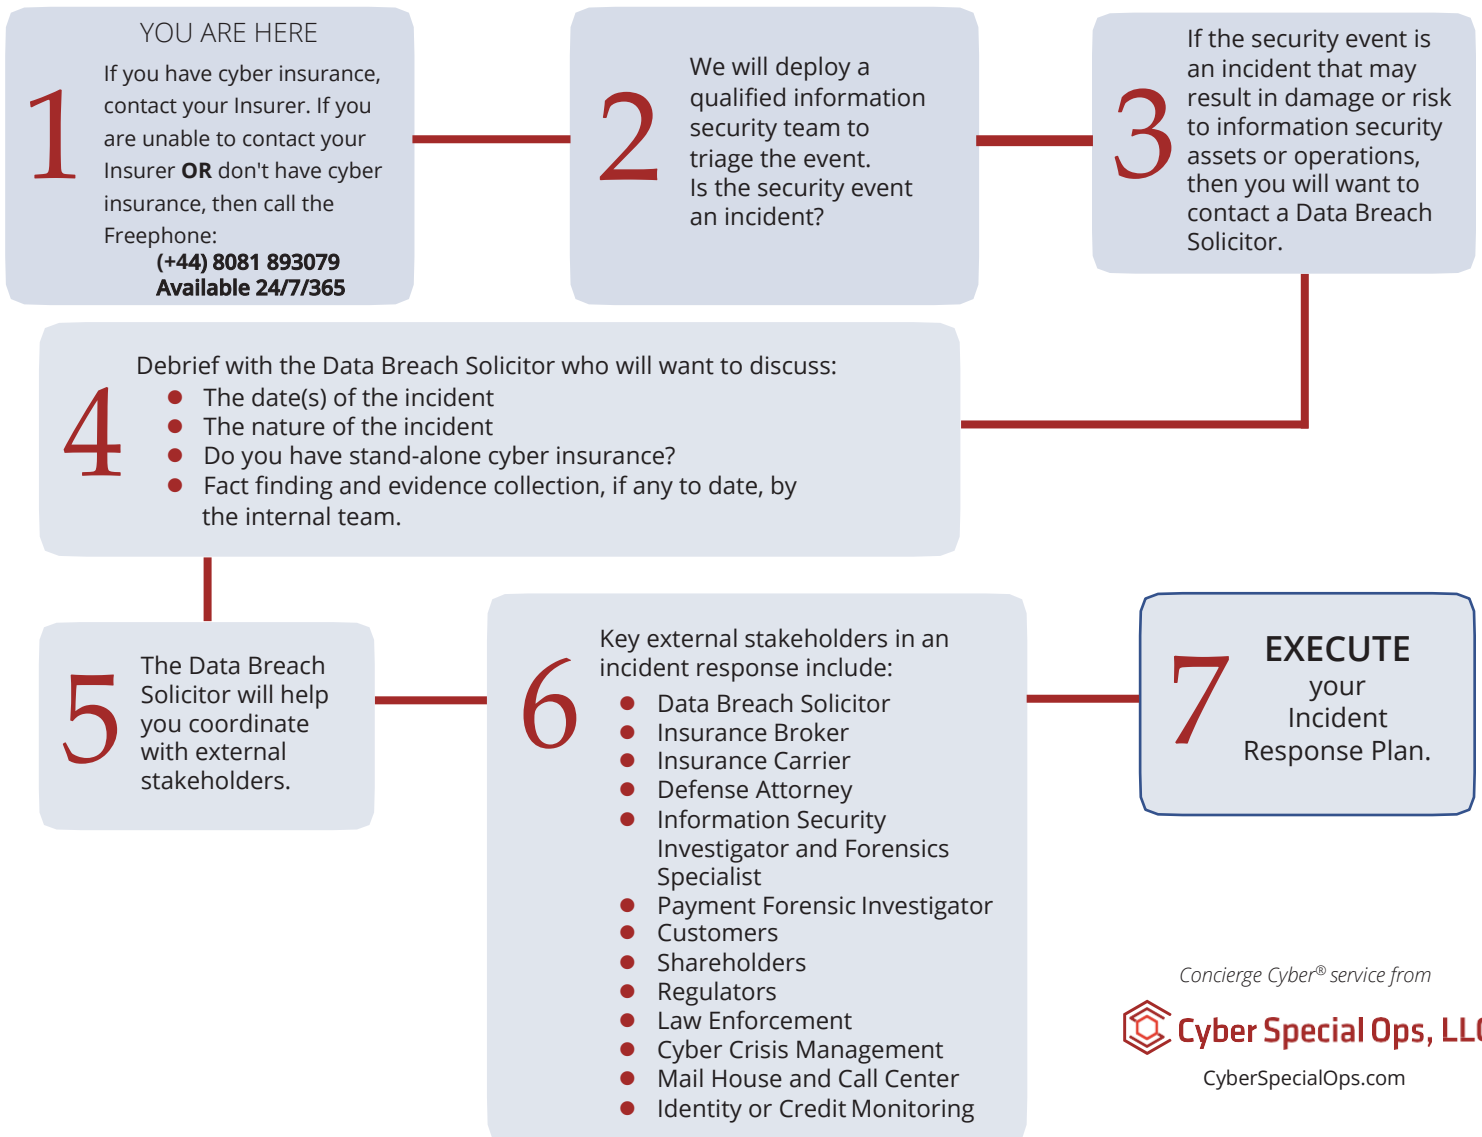 YOU ARE HERE
1
If you have cyber insurance,
contact your Insurer. If you
are unable to contact your
Insurer OR don't have cyber
insurance, then call the
Freephone:
(+44) 8081 893079
Available 24/7/365
2
We will deploy a
qualified information
security team to
triage the event.
Is the security event
an incident?
3
If the security event is
an incident that may
result in damage or risk
to information security
assets or operations,
then you will want to
contact a Data Breach
Solicitor.
4
Debrief with the Data Breach Solicitor who will want to discuss:
● The date(s) of the incident
● The nature of the incident
● Do you have stand-alone cyber insurance?
● Fact finding and evidence collection, if any to date, by
the internal team.
5
The Data Breach
Solicitor will help
you coordinate
with external
stakeholders.
6
Key external stakeholders in an
incident response include:
● Data Breach Solicitor
● Insurance Broker
● Insurance Carrier
● Defense Attorney
● Information Security
Investigator and Forensics
Specialist
● Payment Forensic Investigator
● Customers
● Shareholders
● Regulators
● Law Enforcement
● Cyber Crisis Management
● Mail House and Call Center
● Identity or Credit Monitoring
7
EXECUTE
your
Incident
Response Plan.
Concierge Cyber® service from
Cyber Special Ops, LLC
CyberSpecialOps.com